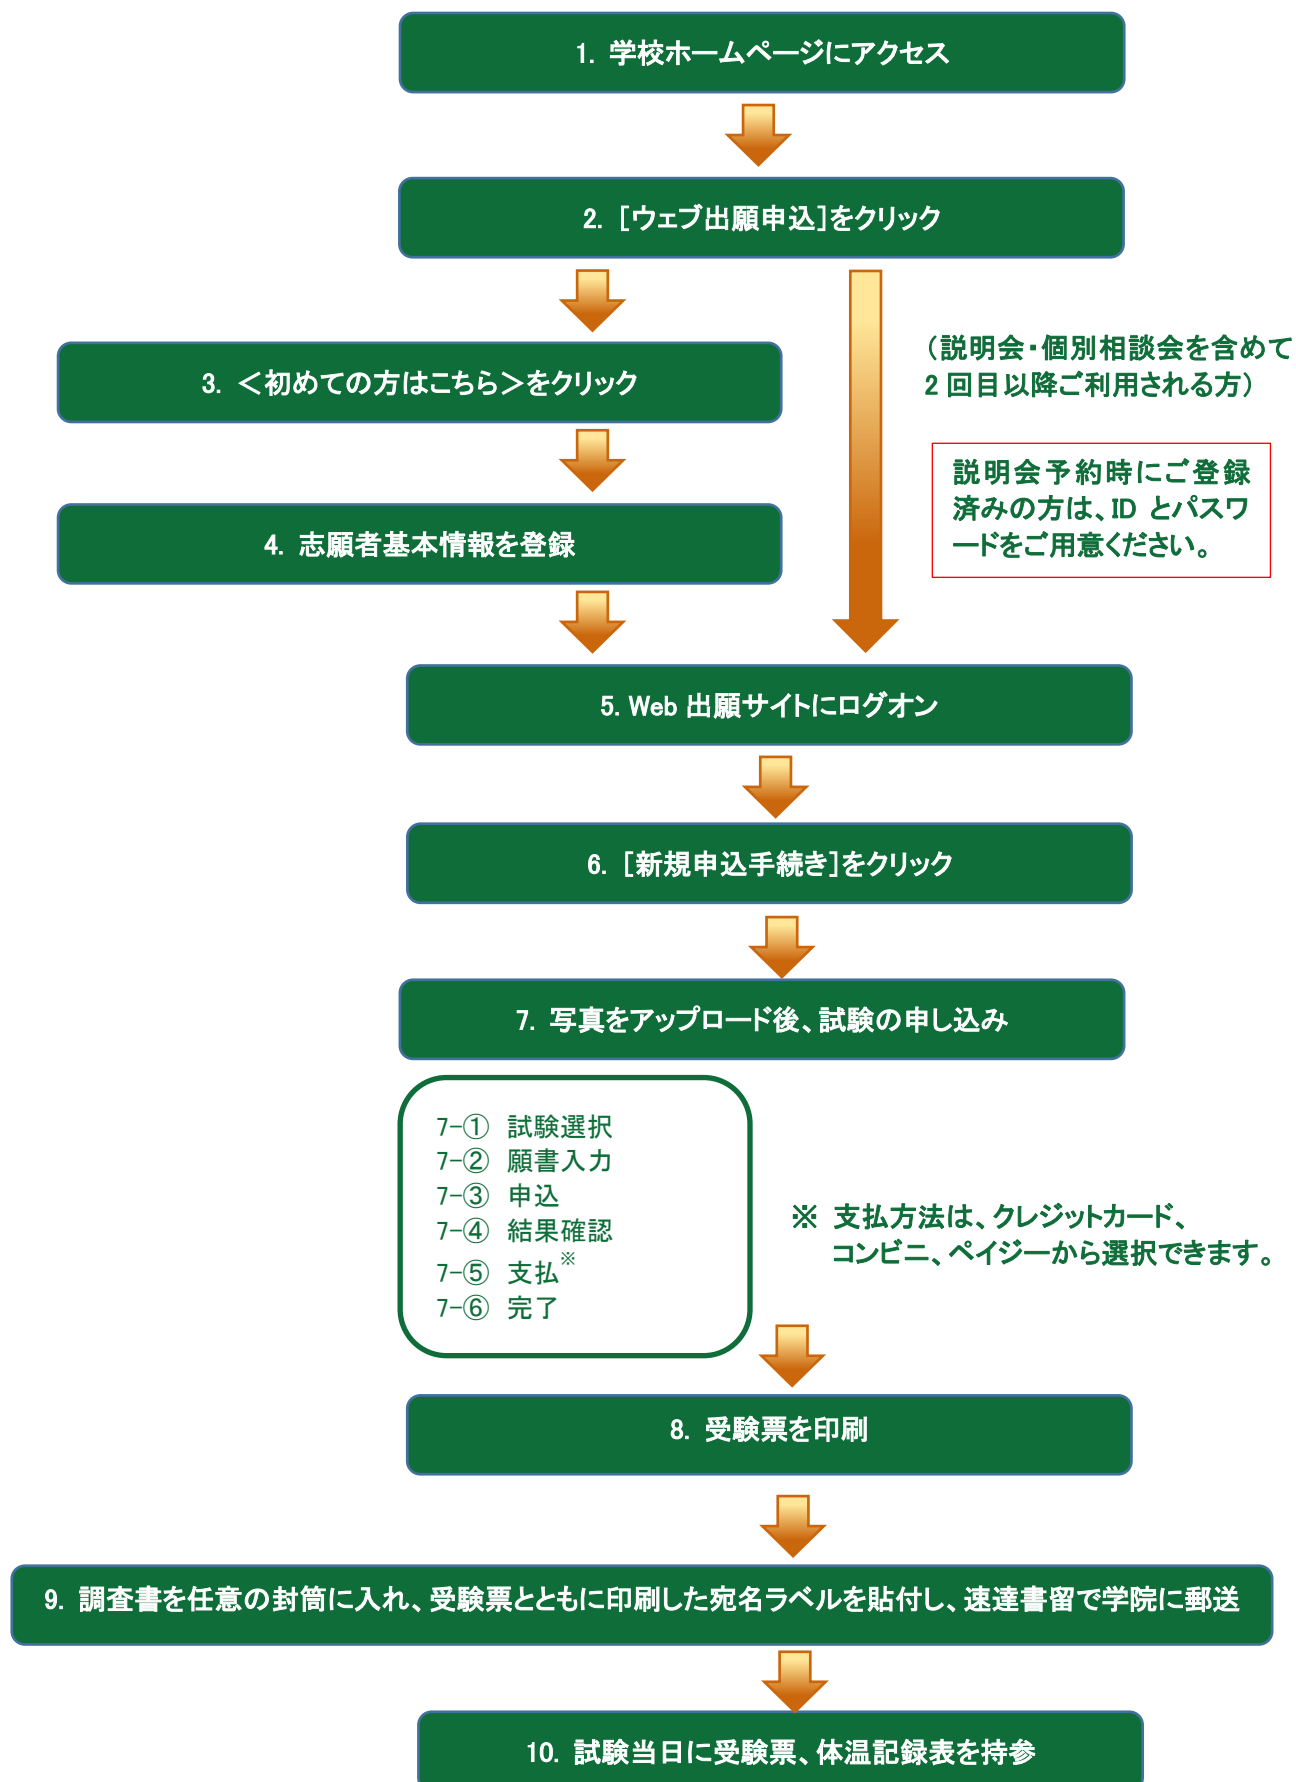 1. 学校ホームページにアクセス
2. [ウェブ出願申込]をクリック
(説明会・個別相談会を含めて
2回目以降ご利用される方)
3. <初めての方はこちら>をクリック
説明会予約時にご登録
済みの方は、ID とパスワ
ードをご用意ください。
4. 志願者基本情報を登録
5. Web 出願サイトにログオン
6. [新規申込手続き]をクリック
7. 写真をアップロード後、試験の申し込み
7-① 試験選択
7-② 願書入力
7-③ 申込
7-④ 結果確認
7-⑤ 支払※
7-⑥ 完了
※ 支払方法は、クレジットカード、
コンビニ、ペイジーから選択できます。
8. 受験票を印刷
9. 調査書を任意の封筒に入れ、受験票とともに印刷した宛名ラベルを貼付し、速達書留で学院に郵送
10. 試験当日に受験票、体温記録表を持参